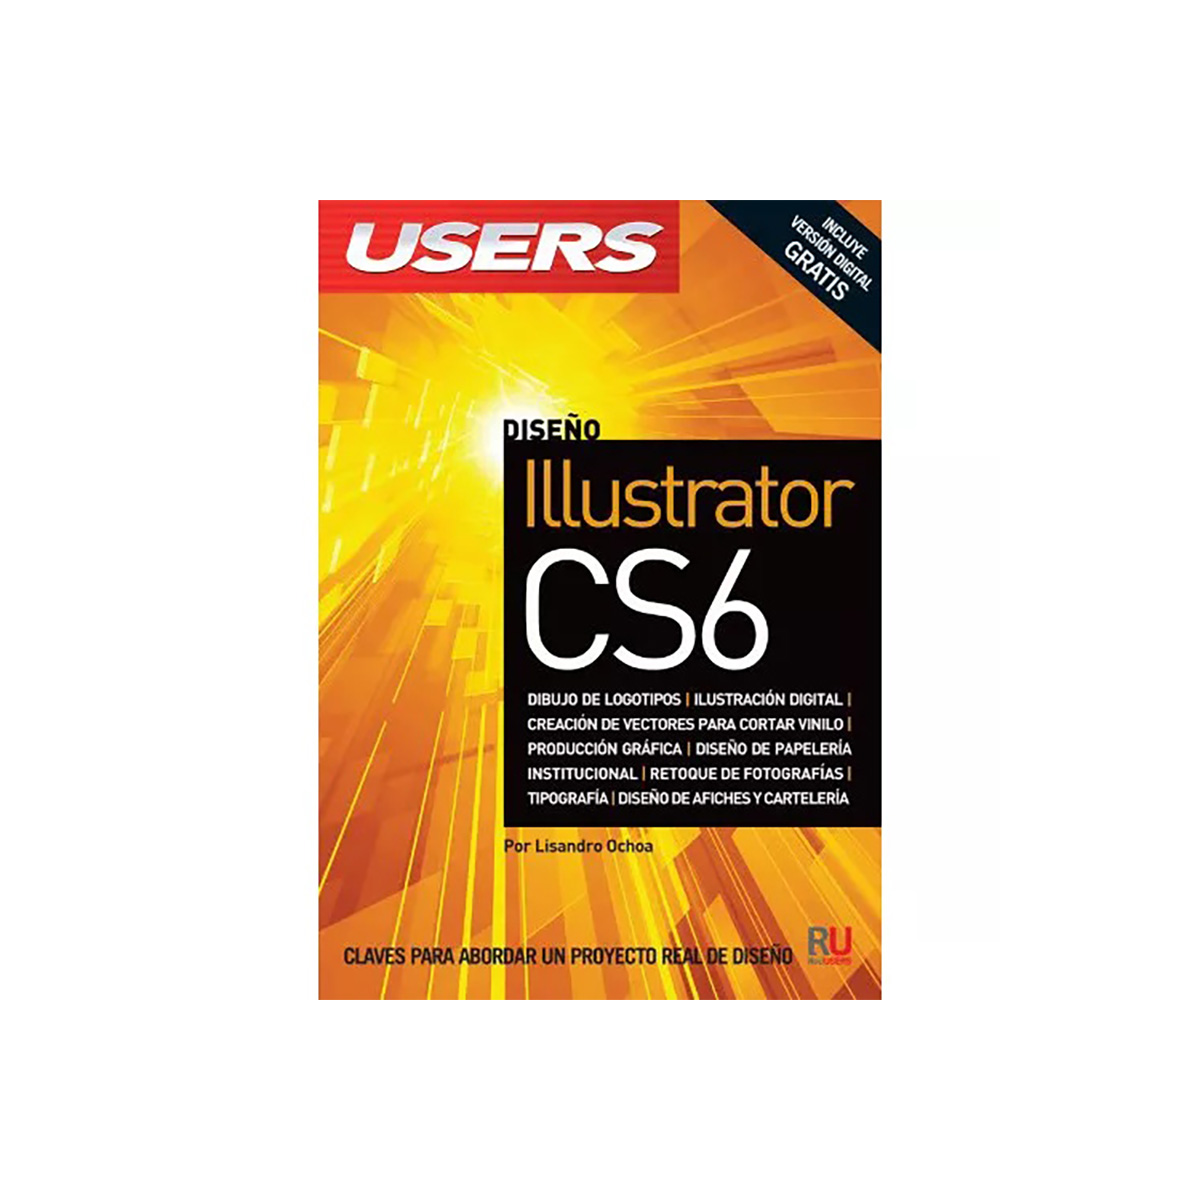 USERS
INCLUYE
VERSIÓN DIGITAL
GRATIS
DISEÑO
Illustrator
CS6
DIBUJO DE LOGOTIPOS | ILUSTRACIÓN DIGITAL |
CREACIÓN DE VECTORES PARA CORTAR VINILO |
PRODUCCIÓN GRÁFICA | DISEÑO DE PAPELERÍA
INSTITUCIONAL | RETOQUE DE FOTOGRAFÍAS |
TIPOGRAFÍA | DISEÑO DE AFICHES Y CARTELERÍA
Por Lisandro Ochoa
CLAVES PARA ABORDAR UN PROYECTO REAL DE DISEÑO
RU
REDUSERS